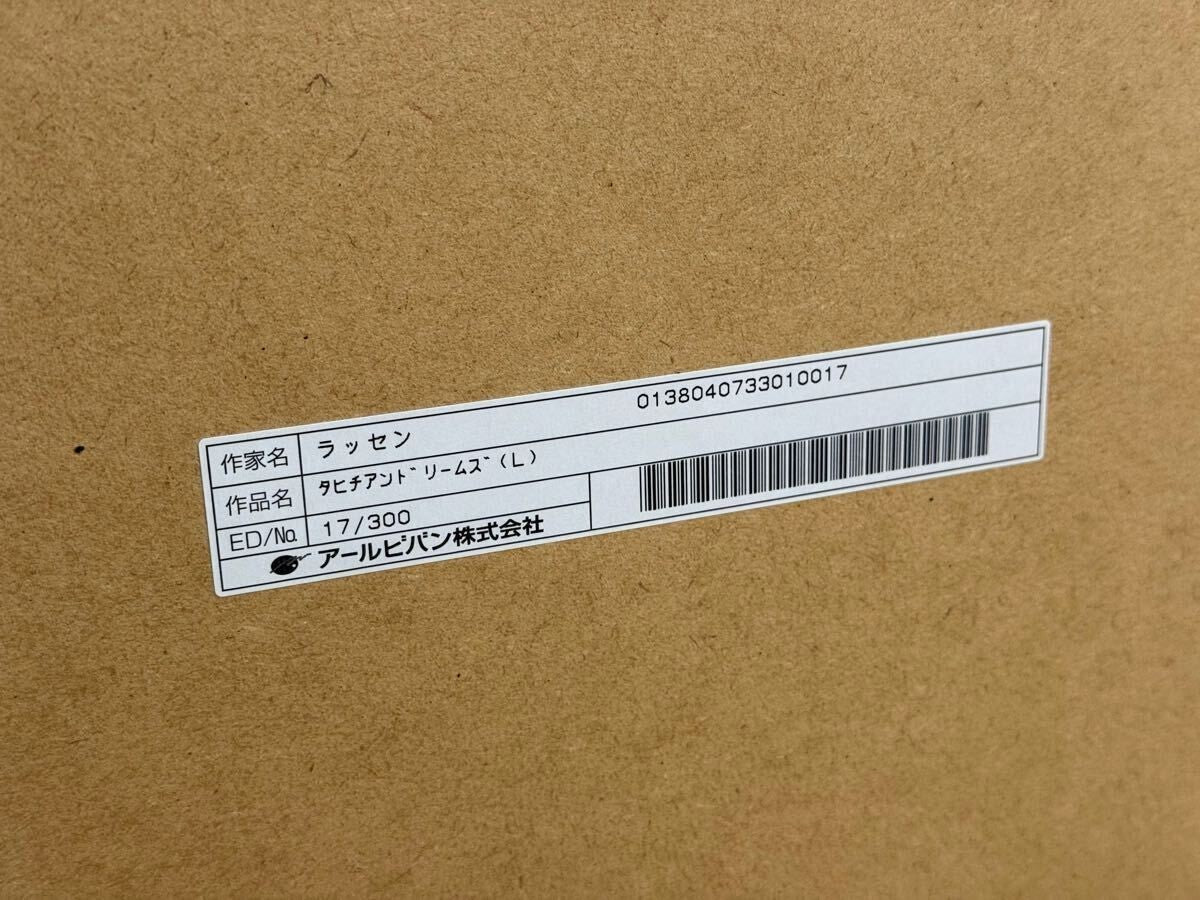 作家名 ラッセン 0138040733010017
作品名 ﾀﾋﾁｱﾝﾄﾞﾘｰﾑｽﾞ(L)
ED/№ 17/300
アールビバン株式会社